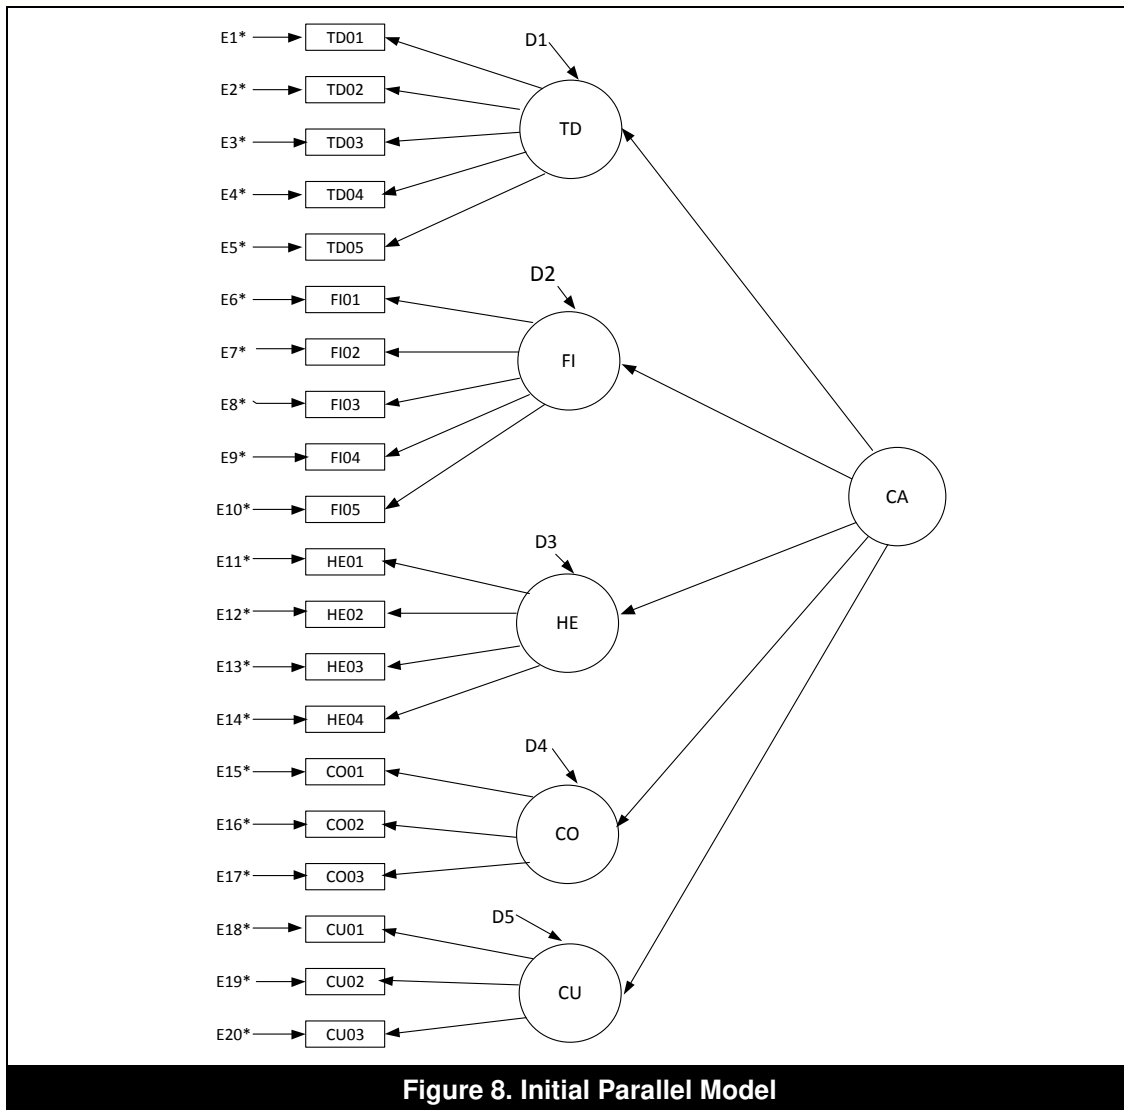 D1
E1* TD01
E2* TD02
TD
E3* TD03
E4* TD04
E5* TD05
D2
E6* FI01
E7* FI02
FI
E8* FI03
E9* FI04
CA
E10* FI05
D3
E11* HE01
E12* HE02
HE
E13* HE03
E14* HE04
D4
E15* CO01
E16* CO02
CO
E17* CO03
D5
E18* CU01
E19* CU02
CU
E20* CU03
Figure 8. Initial Parallel Model